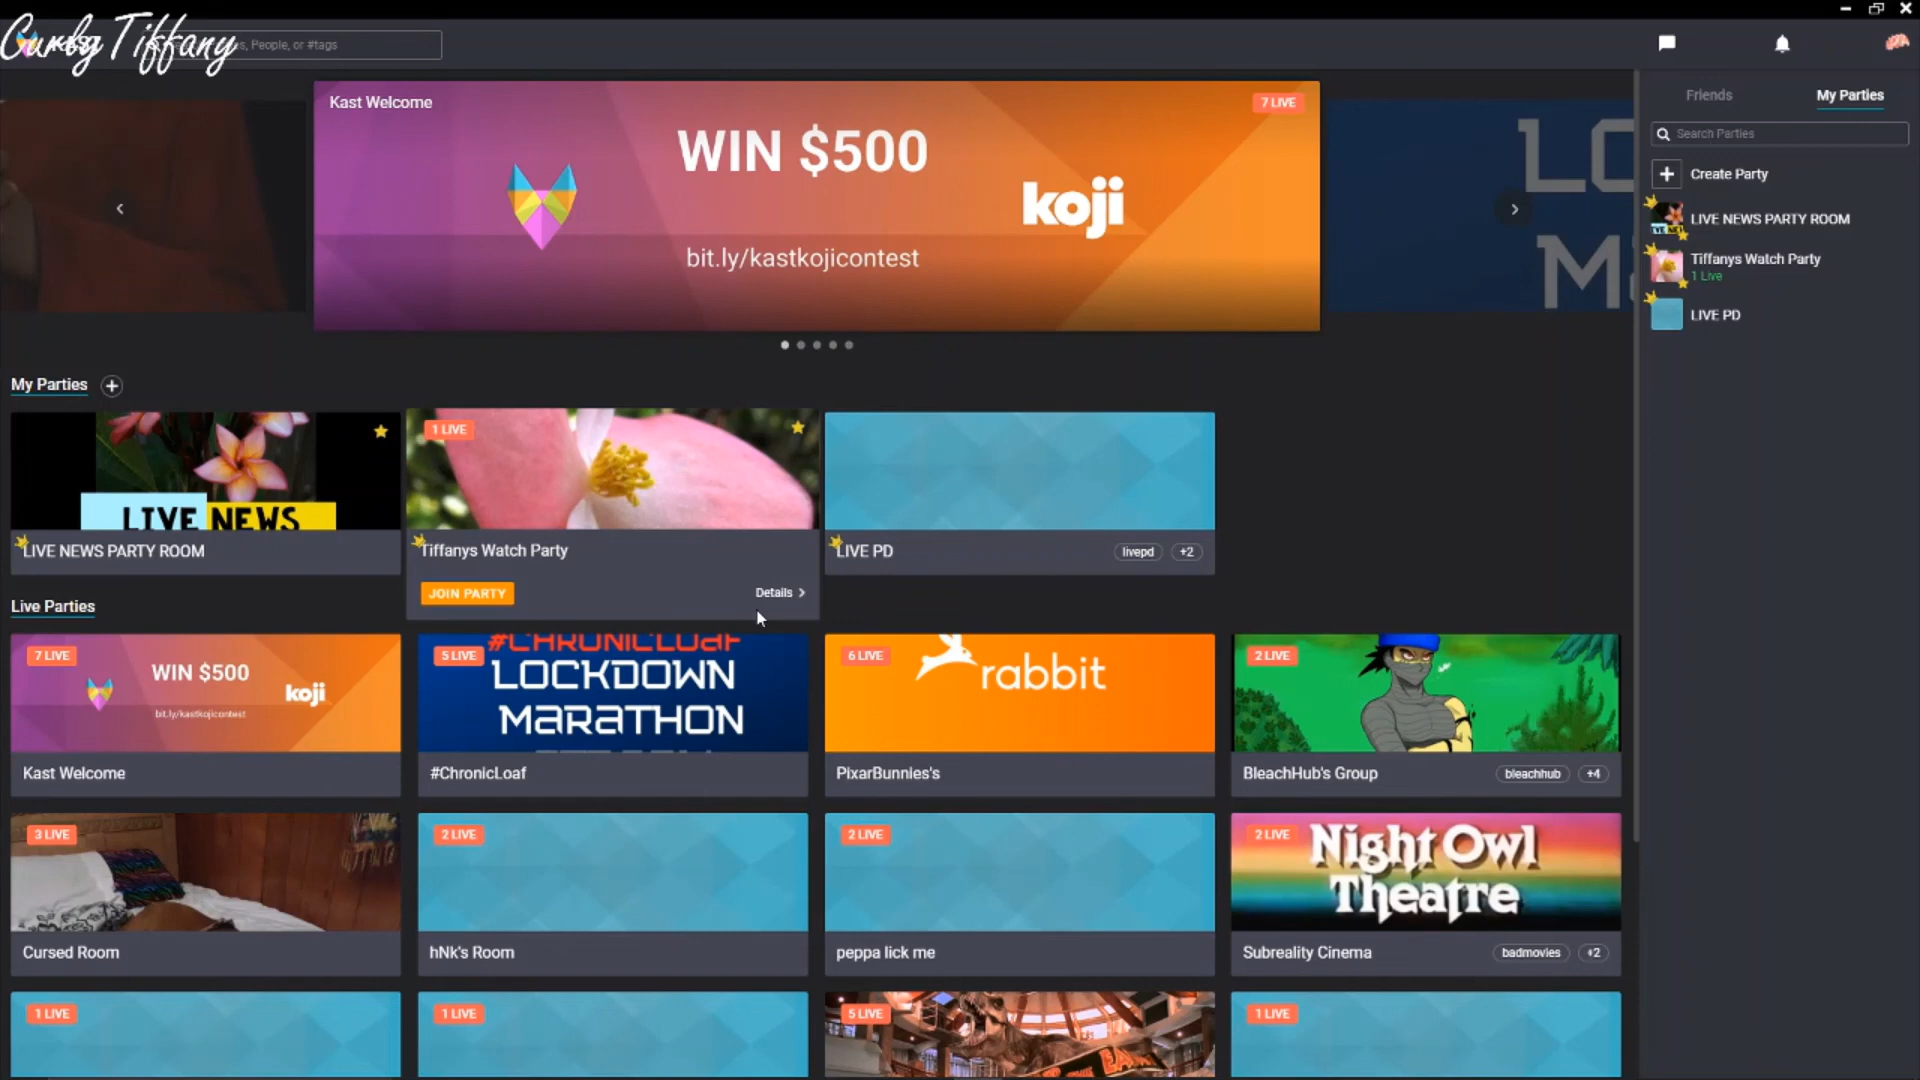 Curly Tiffany
s, People, or #tags
Kast Welcome
7 LIVE
WIN $500
koji
bit.ly/kastkojicontest
LO
M
Friends
My Parties
Search Parties
Create Party
LIVE NEWS PARTY ROOM
Tiffanys Watch Party
1 Live
LIVE PD
My Parties
LIVE NEWS
LIVE NEWS PARTY ROOM
1 LIVE
Tiffanys Watch Party
JOIN PARTY
Details
LIVE PD
livepd
+2
Live Parties
7 LIVE
WIN $500
koji
bit.ly/kastkojicontest
Kast Welcome
5 LIVE
#CHRONICLOAF
LOCKDOWN
MARATHON
#ChronicLoaf
6 LIVE
rabbit
PixarBunnies's
2 LIVE
BleachHub's Group
bleachhub
+4
3 LIVE
Cursed Room
2 LIVE
hNk's Room
2 LIVE
peppa lick me
2 LIVE
Night Owl
Theatre
Subreality Cinema
badmovies
+2
1 LIVE
1 LIVE
5 LIVE
1 LIVE